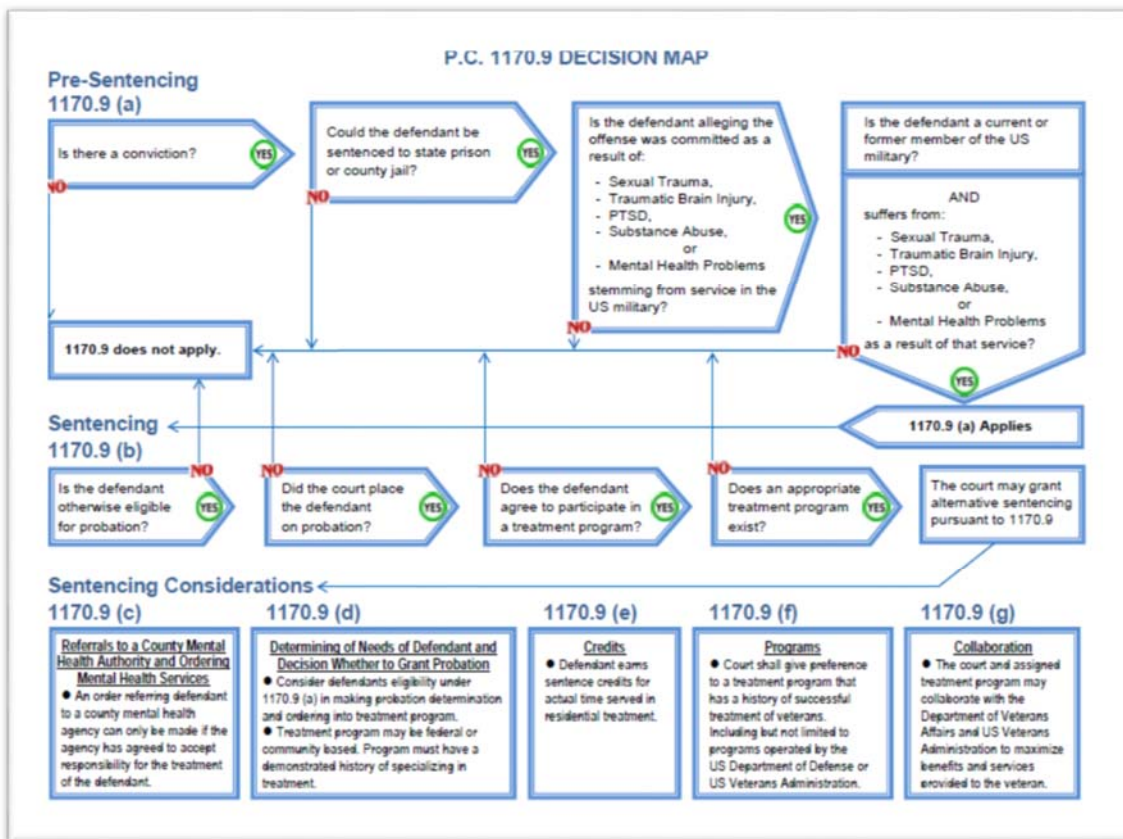 P.C. 1170.9 DECISION MAP
Pre-Sentencing
1170.9 (a)
Is there a conviction?
YES
NO
Could the defendant be
sentenced to state prison
or county jail?
YES
NO
Is the defendant alleging the
offense was committed as a
result of:
- Sexual Trauma,
- Traumatic Brain Injury,
- PTSD,
- Substance Abuse,
or
- Mental Health Problems
stemming from service in the
US military?
YES
NO
Is the defendant a current or
former member of the US
military?
AND
suffers from:
- Sexual Trauma,
- Traumatic Brain Injury,
- PTSD,
- Substance Abuse,
or
- Mental Health Problems
as a result of that service?
NO
YES
1170.9 does not apply.
1170.9 (a) Applies
Sentencing
1170.9 (b)
NO
Is the defendant
otherwise eligible
for probation?
YES
NO
Did the court place
the defendant
on probation?
YES
NO
Does the defendant
agree to participate in
a treatment program?
YES
NO
Does an appropriate
treatment program
exist?
YES
The court may grant
alternative sentencing
pursuant to 1170.9
Sentencing Considerations
1170.9 (c)
Referrals to a County Mental
Health Authority and Ordering
Mental Health Services
● An order referring defendant
to a county mental health
agency can only be made if the
agency has agreed to accept
responsibility for the treatment
of the defendant.
1170.9 (d)
Determining of Needs of Defendant and
Decision Whether to Grant Probation
● Consider defendants eligibility under
1170.9 (a) in making probation determination
and ordering into treatment program.
● Treatment program may be federal or
community based. Program must have a
demonstrated history of specializing in
treatment.
1170.9 (e)
Credits
● Defendant earns
sentence credits for
actual time served in
residential treatment.
1170.9 (f)
Programs
● Court shall give preference
to a treatment program that
has a history of successful
treatment of veterans.
Including but not limited to
programs operated by the
US Department of Defense or
US Veterans Administration.
1170.9 (g)
Collaboration
● The court and assigned
treatment program may
collaborate with the
Department of Veterans
Affairs and US Veterans
Administration to maximize
benefits and services
provided to the veteran.